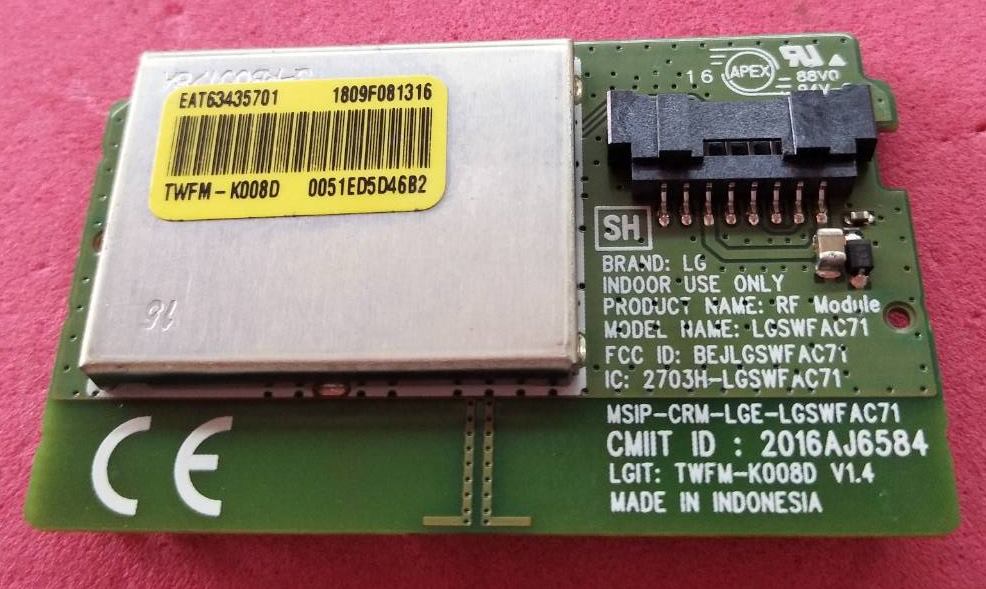 EAT63435701 1809F081316
TWFM-K008D 0051ED5D46B2
16 APEX
88V0
SH
BRAND: LG
INDOOR USE ONLY
PRODUCT NAME: RF Module
MODEL NAME: LGSWFAC71
FCC ID: BEJLGSWFAC71
IC: 2703H-LGSWFAC71
MSIP-CRM-LGE-LGSWFAC71
CMIIT ID : 2016AJ6584
LGIT: TWFM-K008D V1.4
MADE IN INDONESIA
CE